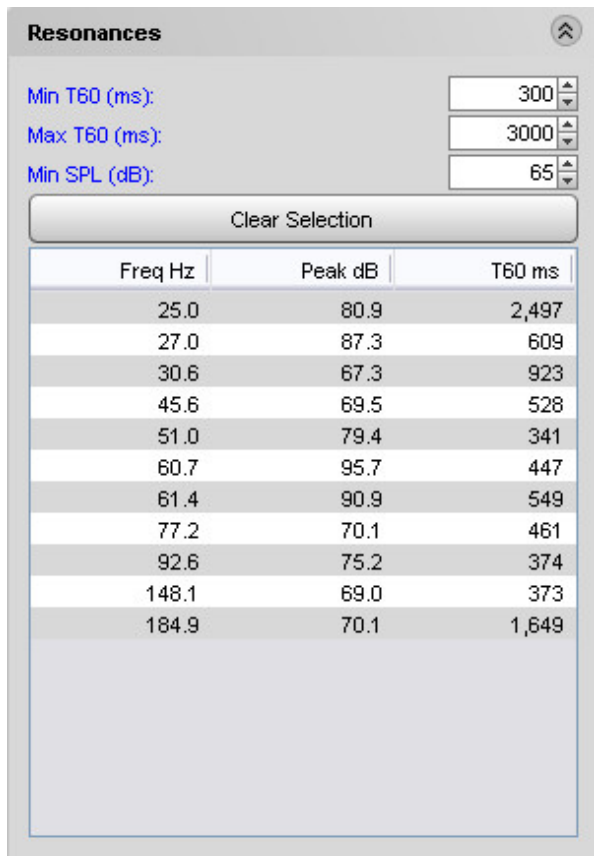 Resonances
Min T60 (ms): 300
Max T60 (ms): 3000
Min SPL (dB): 65
Clear Selection
Freq Hz Peak dB T60 ms
25.0 80.9 2,497
27.0 87.3 609
30.6 67.3 923
45.6 69.5 528
51.0 79.4 341
60.7 95.7 447
61.4 90.9 549
77.2 70.1 461
92.6 75.2 374
148.1 69.0 373
184.9 70.1 1,649